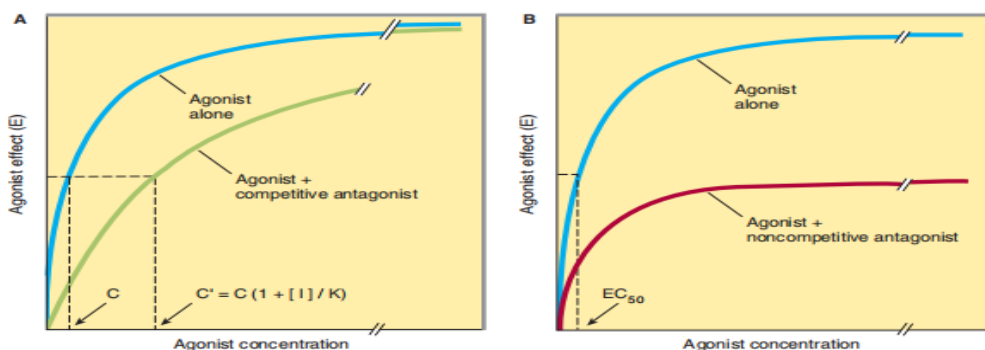 A
Agonist effect (E)
Agonist
alone
Agonist +
competitive antagonist
C
C' = C (1 + [ I ] / K)
Agonist concentration
B
Agonist effect (E)
Agonist
alone
Agonist +
noncompetitive antagonist
EC50
Agonist concentration